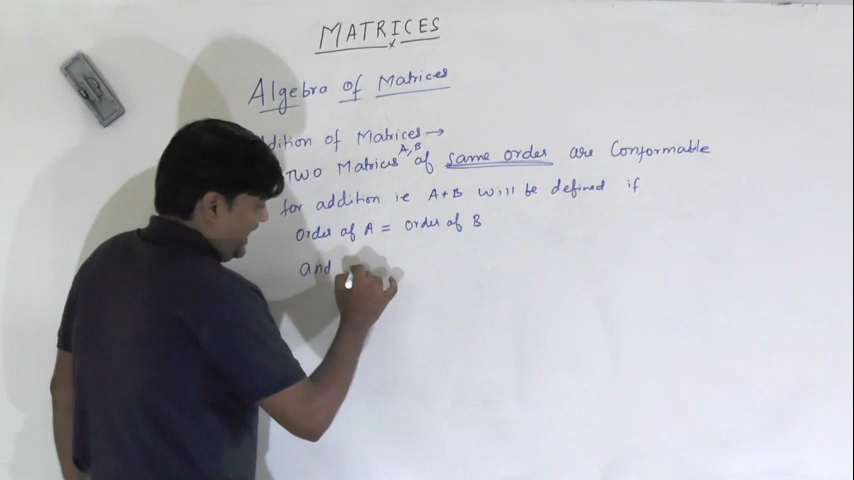 MATRICES
x
Algebra of Matrices
ddition of Matrices →
A, B
TWO Matrices of same order are Conformable
for addition ie A+B will be defined if
Order of A = Order of B
and